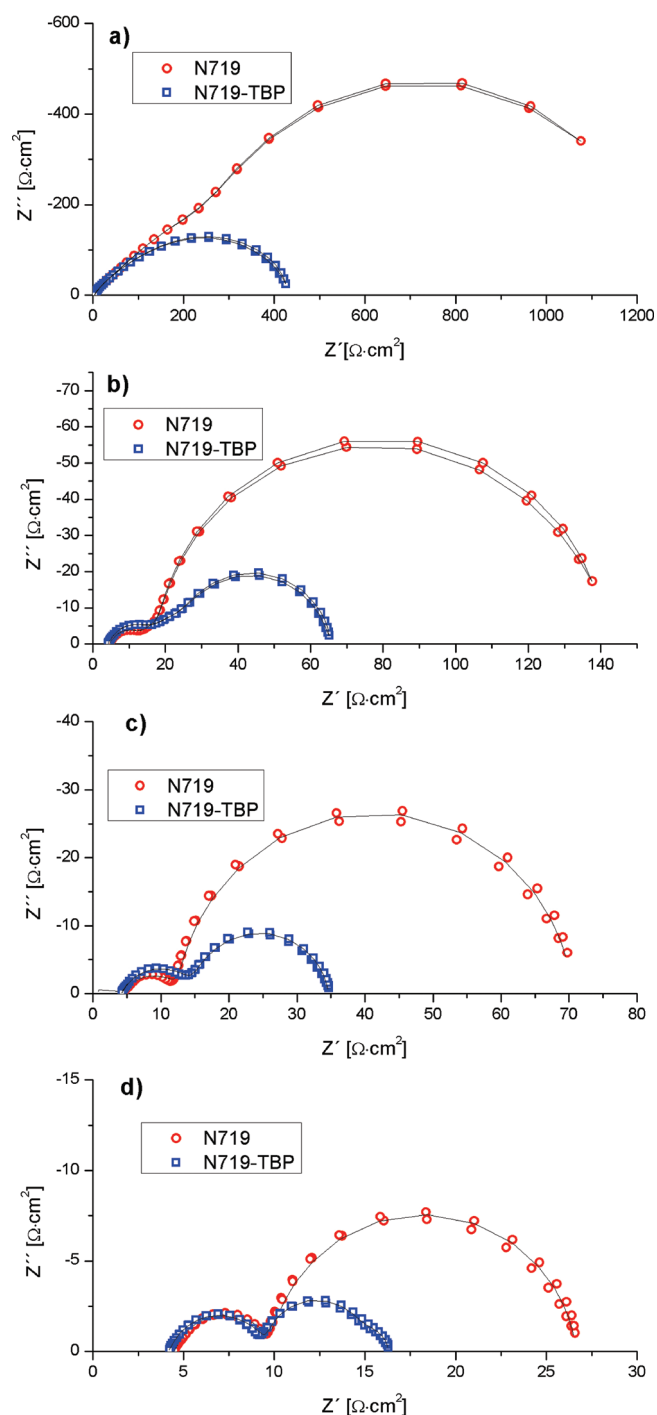 a)
-600
-400
-200
0
Z´´ [Ω·cm²]
N719
N719-TBP
0 200 400 600 800 1000 1200
Z´[Ω·cm²]
b)
-70
-60
-50
-40
-30
-20
-10
0
Z´´ [Ω·cm²]
N719
N719-TBP
0 20 40 60 80 100 120 140
Z´ [Ω·cm²]
c)
-40
-30
-20
-10
0
Z´´ [Ω·cm²]
N719
N719-TBP
0 10 20 30 40 50 60 70 80
Z´ [Ω·cm²]
d)
-15
-10
-5
0
Z´´ [Ω·cm²]
N719
N719-TBP
0 5 10 15 20 25 30
Z´ [Ω·cm²]